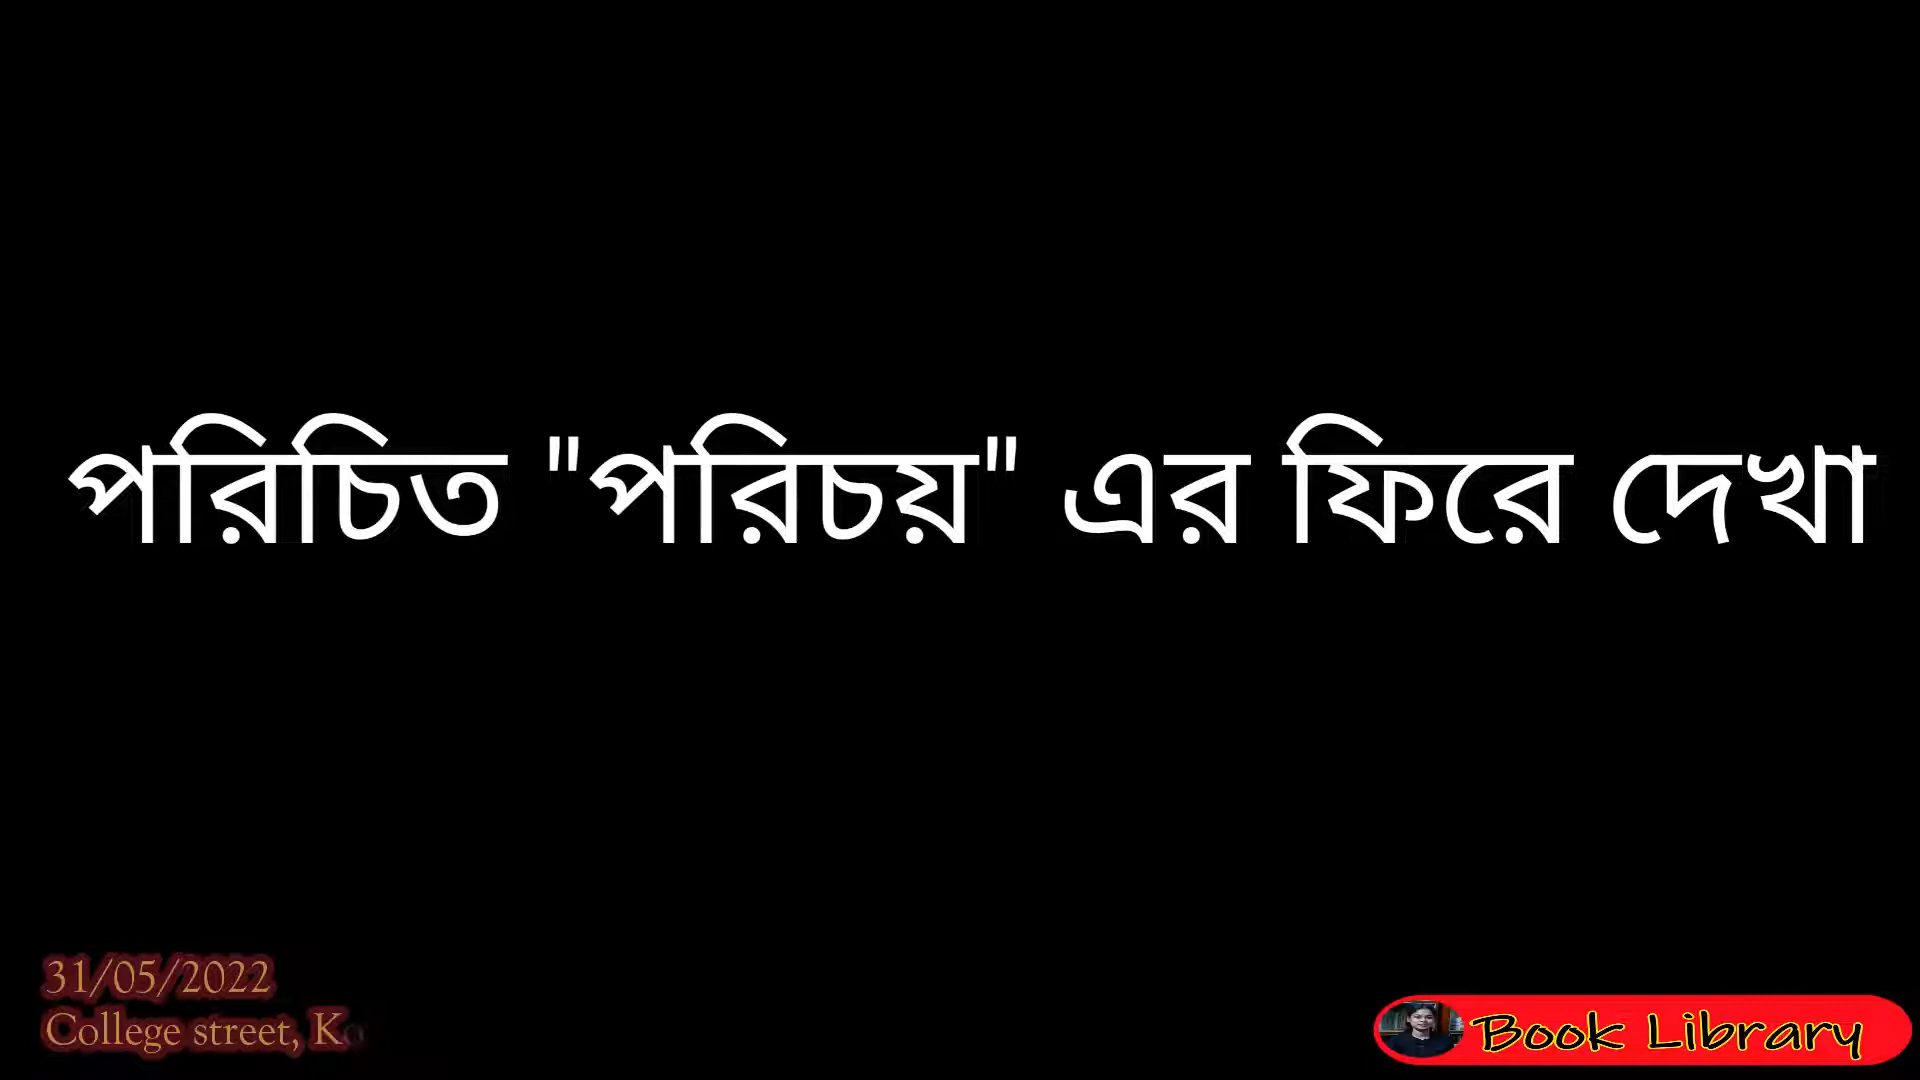 পরিচিত "পরিচয়" এর ফিরে দেখা
31/05/2022
College street,
Book Library